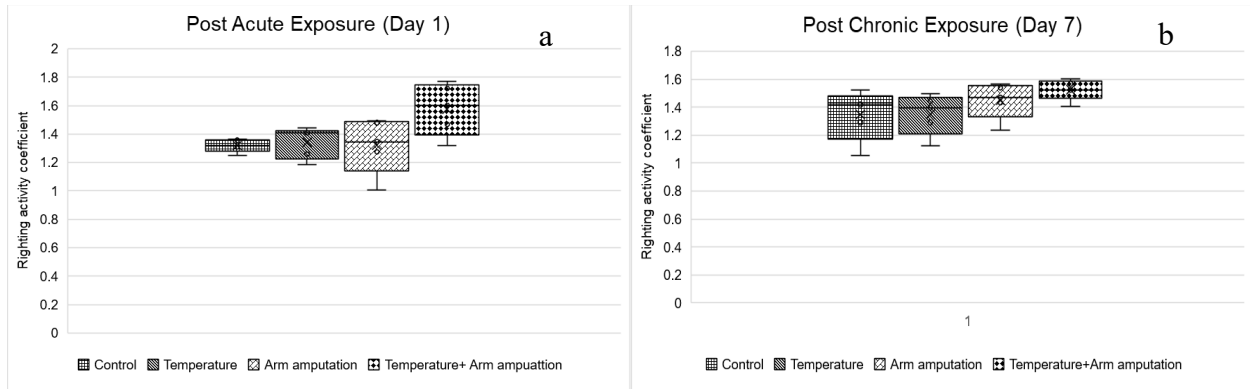 Post Acute Exposure (Day 1)
a
2
1.8
1.6
1.4
1.2
1
0.8
0.6
0.4
0.2
0
Righting activity coefficient
Control Temperature Arm amputation Temperature+ Arm ampuattion
Post Chronic Exposure (Day 7)
b
1.8
1.6
1.4
1.2
1
0.8
0.6
0.4
0.2
0
Righting activity coefficient
1
Control Temperature Arm amputation Temperature+Arm amputation